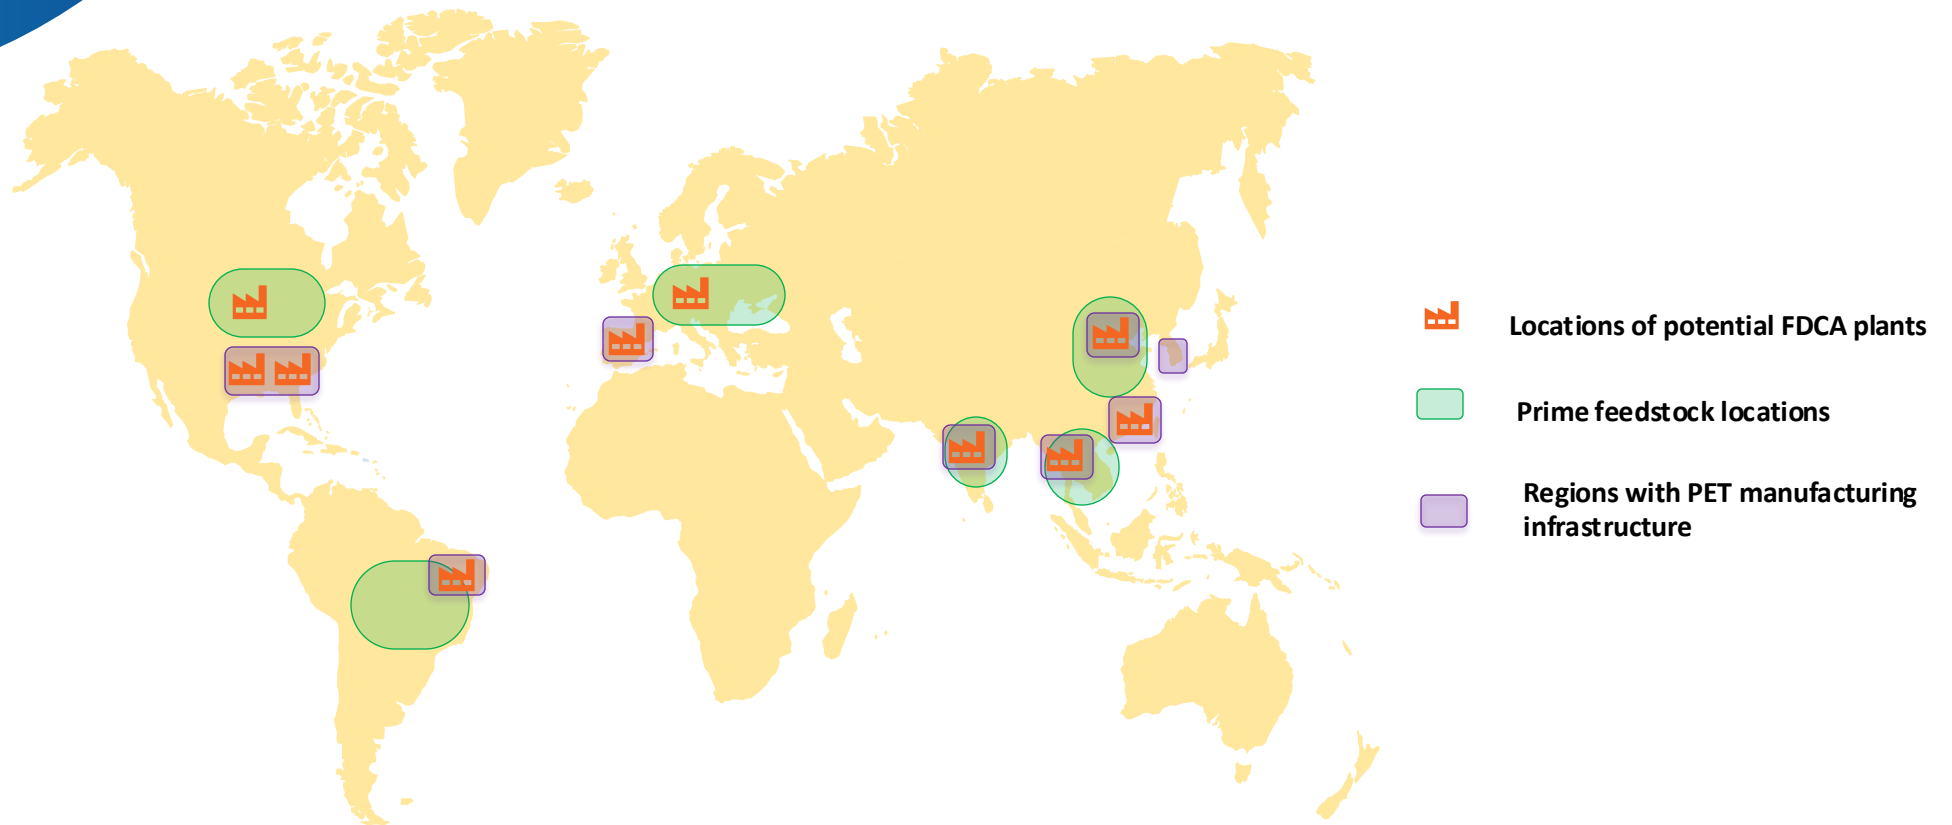 Locations of potential FDCA plants
Prime feedstock locations
Regions with PET manufacturing
infrastructure